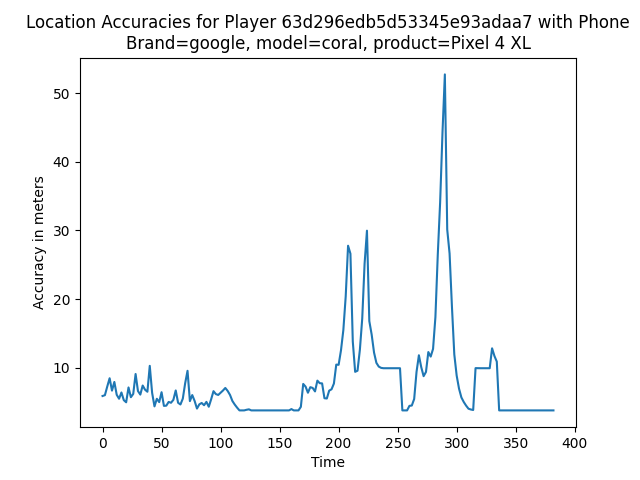 Location Accuracies for Player 63d296edb5d53345e93adaa7 with Phone
Brand=google, model=coral, product=Pixel 4 XL
50
40
30
20
10
Accuracy in meters
0 50 100 150 200 250 300 350 400
Time